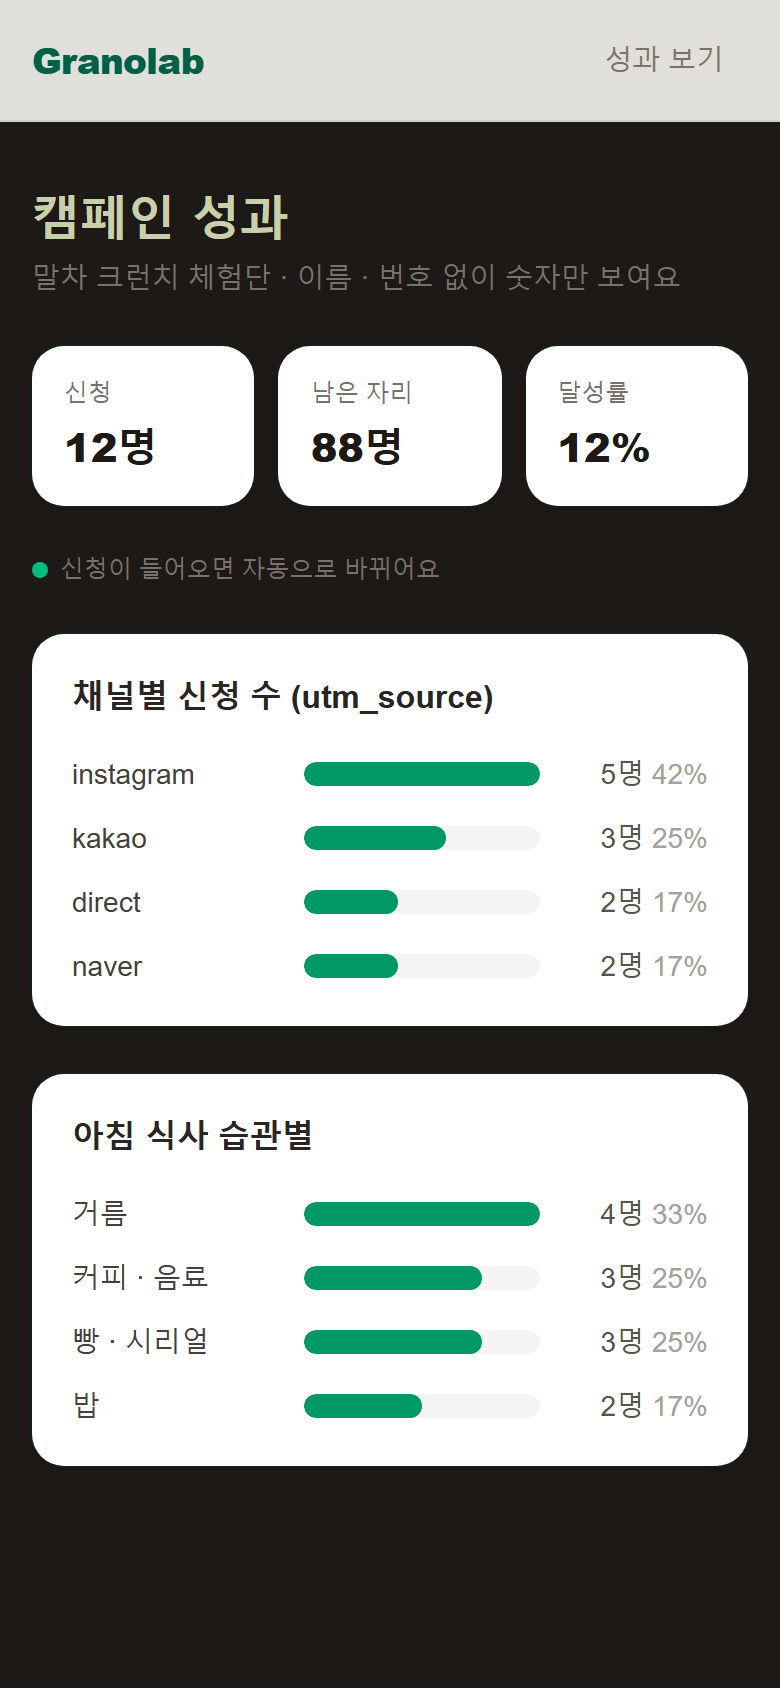 Granolab 성과 보기
캠페인 성과
말차 크런치 체험단 · 이름 · 번호 없이 숫자만 보여요
신청 남은 자리 달성률
12명 88명 12%
신청이 들어오면 자동으로 바뀌어요
채널별 신청 수 (utm_source)
instagram 5명 42%
kakao 3명 25%
direct 2명 17%
naver 2명 17%
아침 식사 습관별
거름 4명 33%
커피 · 음료 3명 25%
빵 · 시리얼 3명 25%
밥 2명 17%